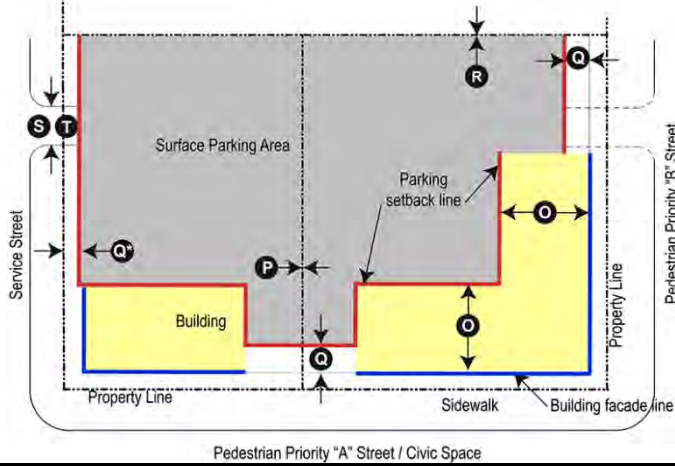 Q
R
S T
Surface Parking Area
Pedestrian Priority "B" Street
Parking
setback line
O
Service Street
Q*
P
Building
O
Property Line
Q
Property Line
Sidewalk
Building facade line
Pedestrian Priority "A" Street / Civic Space